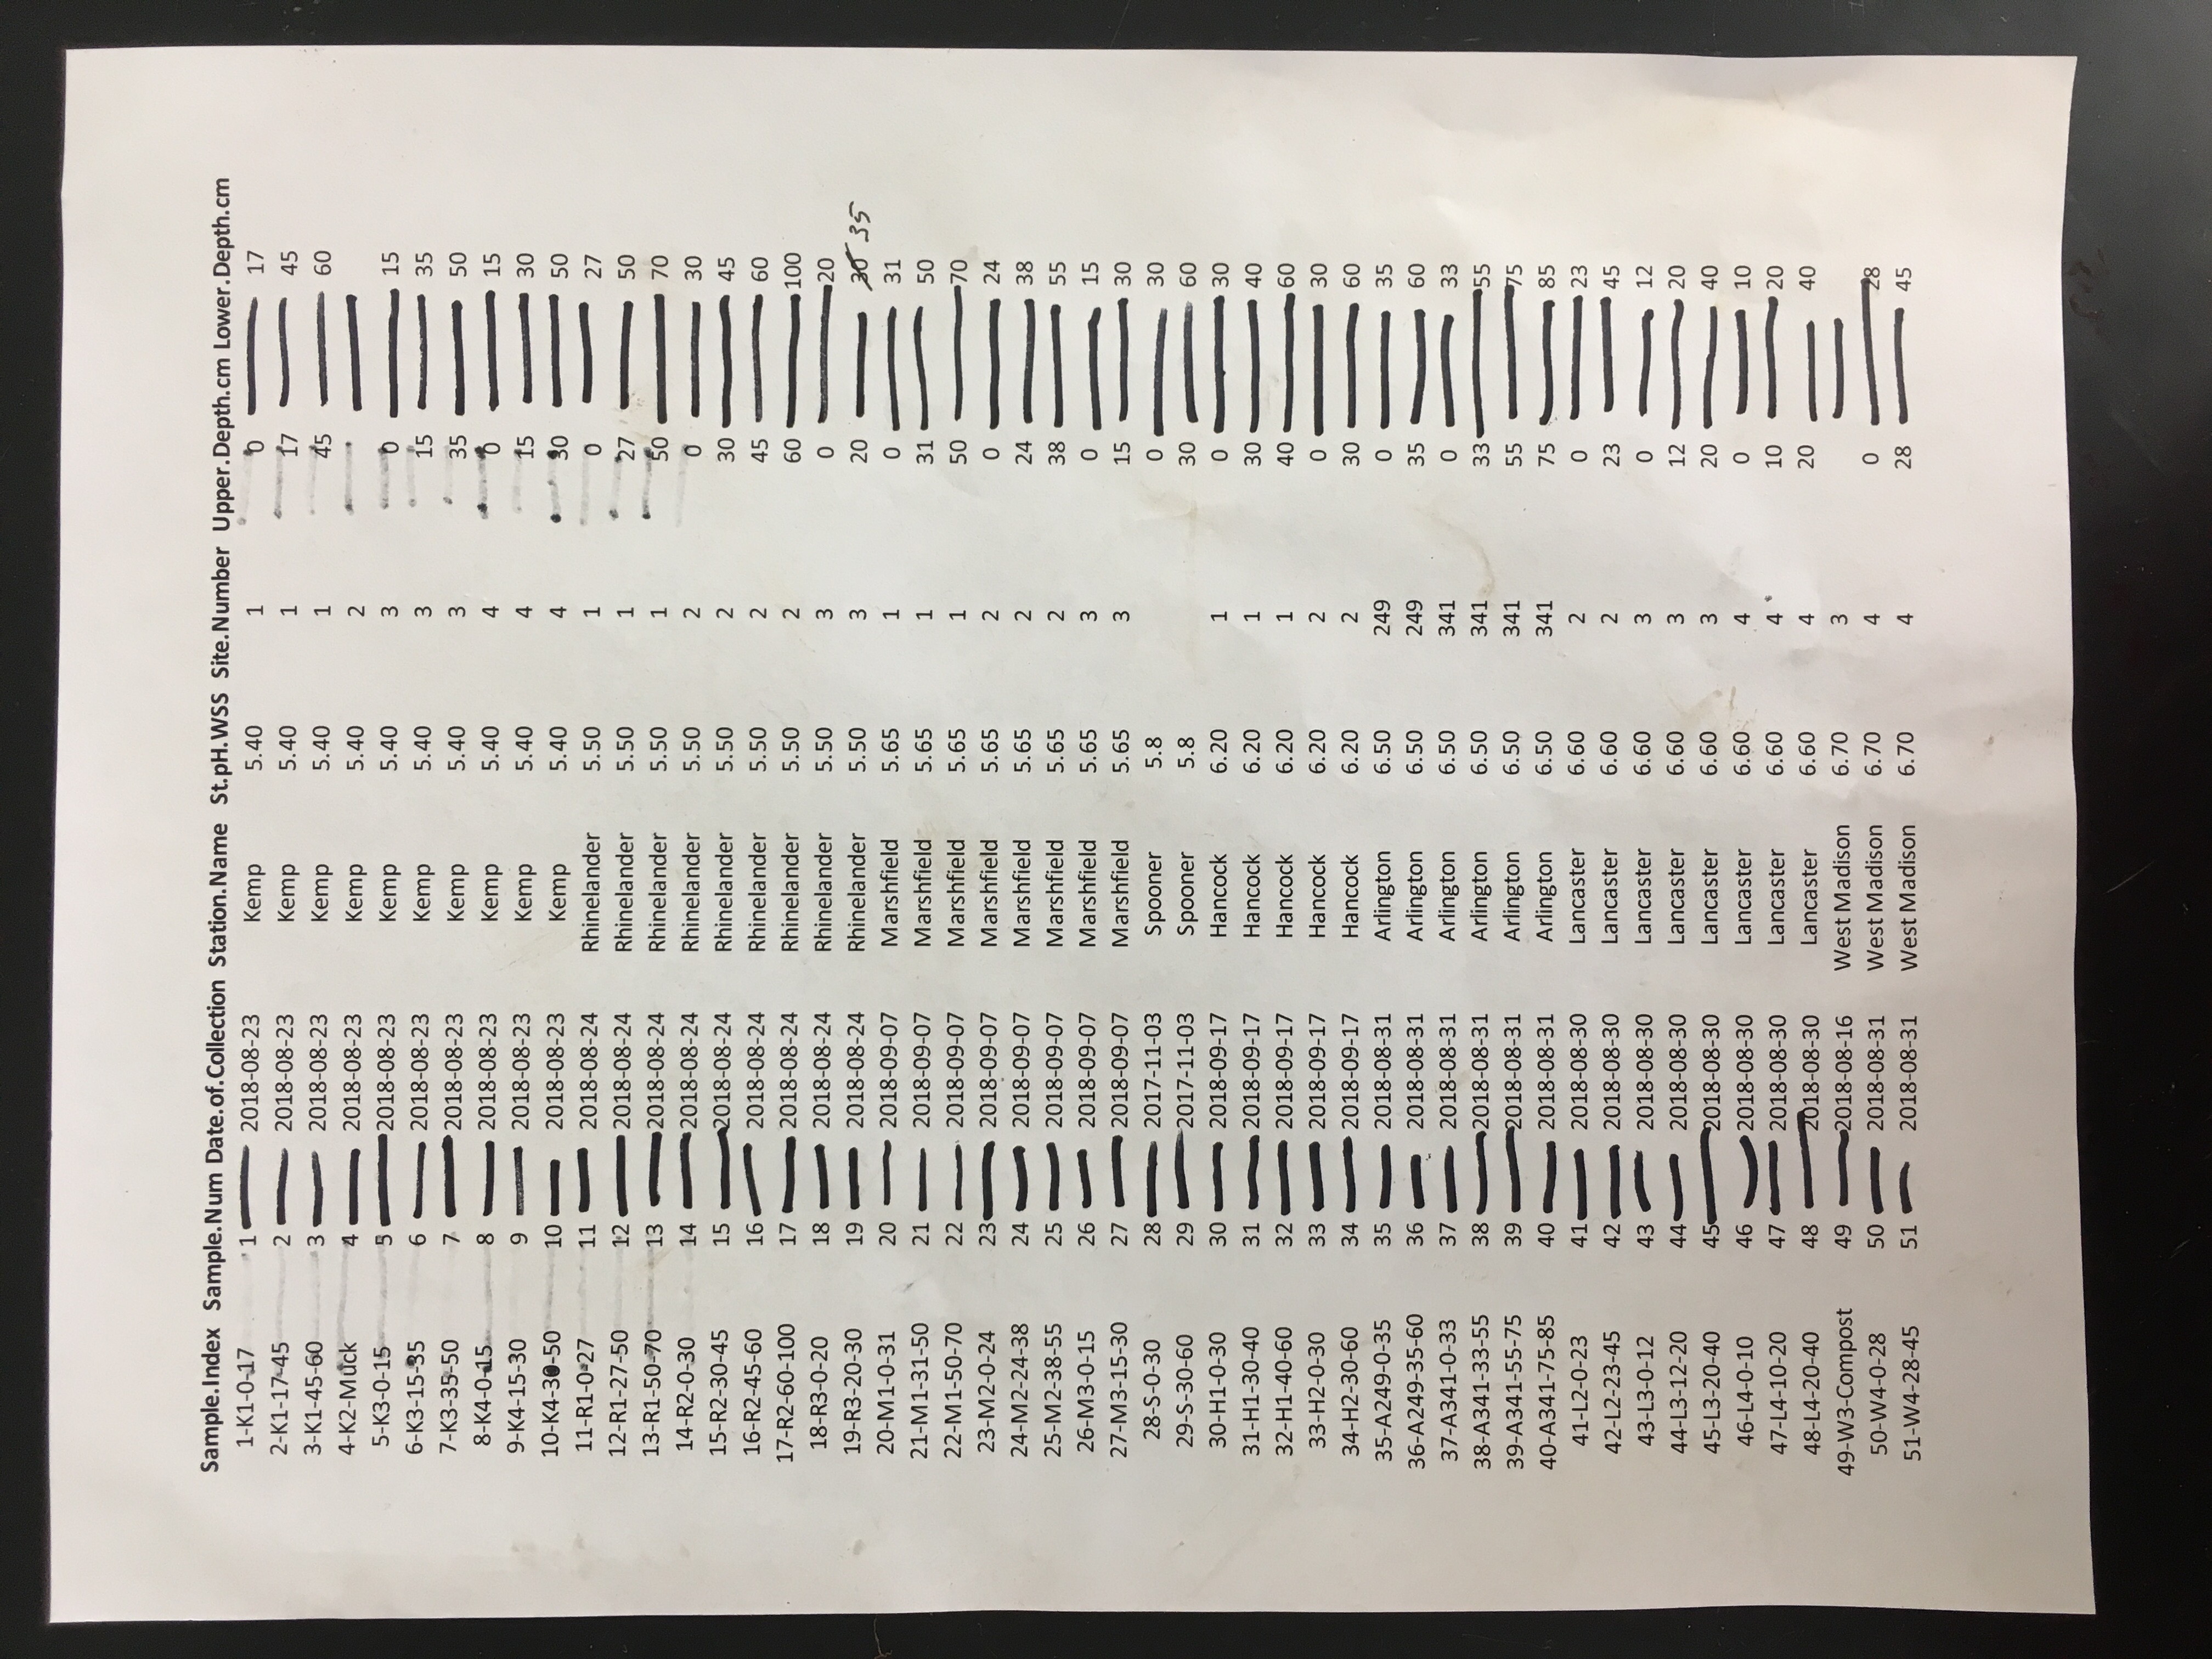 Sample.Index Sample.Num Date.of.Collection Station.Name St.pH.WSS Site.Number Upper.Depth.cm Lower.Depth.cm
1-K1-0-17 1 2018-08-23 Kemp 5.40 1 0 17
2-K1-17-45 2 2018-08-23 Kemp 5.40 1 17 45
3-K1-45-60 3 2018-08-23 Kemp 5.40 1 45 60
4-K2-Muck 4 2018-08-23 Kemp 5.40 2
5-K3-0-15 5 2018-08-23 Kemp 5.40 3 0 15
6-K3-15-35 6 2018-08-23 Kemp 5.40 3 15 35
7-K3-35-50 7 2018-08-23 Kemp 5.40 3 35 50
8-K4-0-15 8 2018-08-23 Kemp 5.40 4 0 15
9-K4-15-30 9 2018-08-23 Kemp 5.40 4 15 30
10-K4-30-50 10 2018-08-23 Kemp 5.40 4 30 50
11-R1-0-27 11 2018-08-24 Rhinelander 5.50 1 0 27
12-R1-27-50 12 2018-08-24 Rhinelander 5.50 1 27 50
13-R1-50-70 13 2018-08-24 Rhinelander 5.50 1 50 70
14-R2-0-30 14 2018-08-24 Rhinelander 5.50 2 0 30
15-R2-30-45 15 2018-08-24 Rhinelander 5.50 2 30 45
16-R2-45-60 16 2018-08-24 Rhinelander 5.50 2 45 60
17-R2-60-100 17 2018-08-24 Rhinelander 5.50 2 60 100
18-R3-0-20 18 2018-08-24 Rhinelander 5.50 3 0 20
19-R3-20-30 19 2018-08-24 Rhinelander 5.50 3 20 30 35
20-M1-0-31 20 2018-09-07 Marshfield 5.65 1 0 31
21-M1-31-50 21 2018-09-07 Marshfield 5.65 1 31 50
22-M1-50-70 22 2018-09-07 Marshfield 5.65 1 50 70
23-M2-0-24 23 2018-09-07 Marshfield 5.65 2 0 24
24-M2-24-38 24 2018-09-07 Marshfield 5.65 2 24 38
25-M2-38-55 25 2018-09-07 Marshfield 5.65 2 38 55
26-M3-0-15 26 2018-09-07 Marshfield 5.65 3 0 15
27-M3-15-30 27 2018-09-07 Marshfield 5.65 3 15 30
28-S-0-30 28 2017-11-03 Spooner 5.8 0 30
29-S-30-60 29 2017-11-03 Spooner 5.8 30 60
30-H1-0-30 30 2018-09-17 Hancock 6.20 1 0 30
31-H1-30-40 31 2018-09-17 Hancock 6.20 1 30 40
32-H1-40-60 32 2018-09-17 Hancock 6.20 1 40 60
33-H2-0-30 33 2018-09-17 Hancock 6.20 2 0 30
34-H2-30-60 34 2018-09-17 Hancock 6.20 2 30 60
35-A249-0-35 35 2018-08-31 Arlington 6.50 249 0 35
36-A249-35-60 36 2018-08-31 Arlington 6.50 249 35 60
37-A341-0-33 37 2018-08-31 Arlington 6.50 341 0 33
38-A341-33-55 38 2018-08-31 Arlington 6.50 341 33 55
39-A341-55-75 39 2018-08-31 Arlington 6.50 341 55 75
40-A341-75-85 40 2018-08-31 Arlington 6.50 341 75 85
41-L2-0-23 41 2018-08-30 Lancaster 6.60 2 0 23
42-L2-23-45 42 2018-08-30 Lancaster 6.60 2 23 45
43-L3-0-12 43 2018-08-30 Lancaster 6.60 3 0 12
44-L3-12-20 44 2018-08-30 Lancaster 6.60 3 12 20
45-L3-20-40 45 2018-08-30 Lancaster 6.60 3 20 40
46-L4-0-10 46 2018-08-30 Lancaster 6.60 4 0 10
47-L4-10-20 47 2018-08-30 Lancaster 6.60 4 10 20
48-L4-20-40 48 2018-08-30 Lancaster 6.60 4 20 40
49-W3-Compost 49 2018-08-16 West Madison 6.70 3
50-W4-0-28 50 2018-08-31 West Madison 6.70 4 0 28
51-W4-28-45 51 2018-08-31 West Madison 6.70 4 28 45